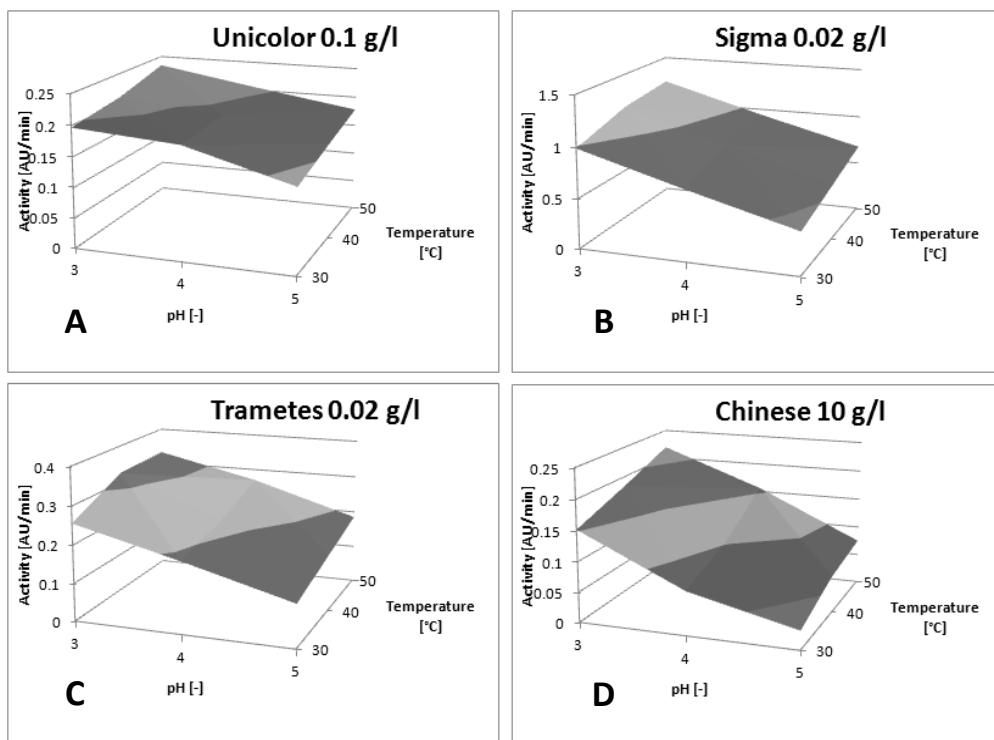 Unicolor 0.1 g/l
Activity [AU/min]
0.25
0.2
0.15
0.1
0.05
0
3
4
5
pH [-]
30
40
50
Temperature
[°C]
A
Sigma 0.02 g/l
Activity [AU/min]
1.5
1
0.5
0
3
4
5
pH [-]
30
40
50
Temperature
[°C]
B
Trametes 0.02 g/l
Activity [AU/min]
0.4
0.3
0.2
0.1
0
3
4
5
pH [-]
30
40
50
Temperature
[°C]
C
Chinese 10 g/l
Activity [AU/min]
0.25
0.2
0.15
0.1
0.05
0
3
4
5
pH [-]
30
40
50
Temperature
[°C]
D